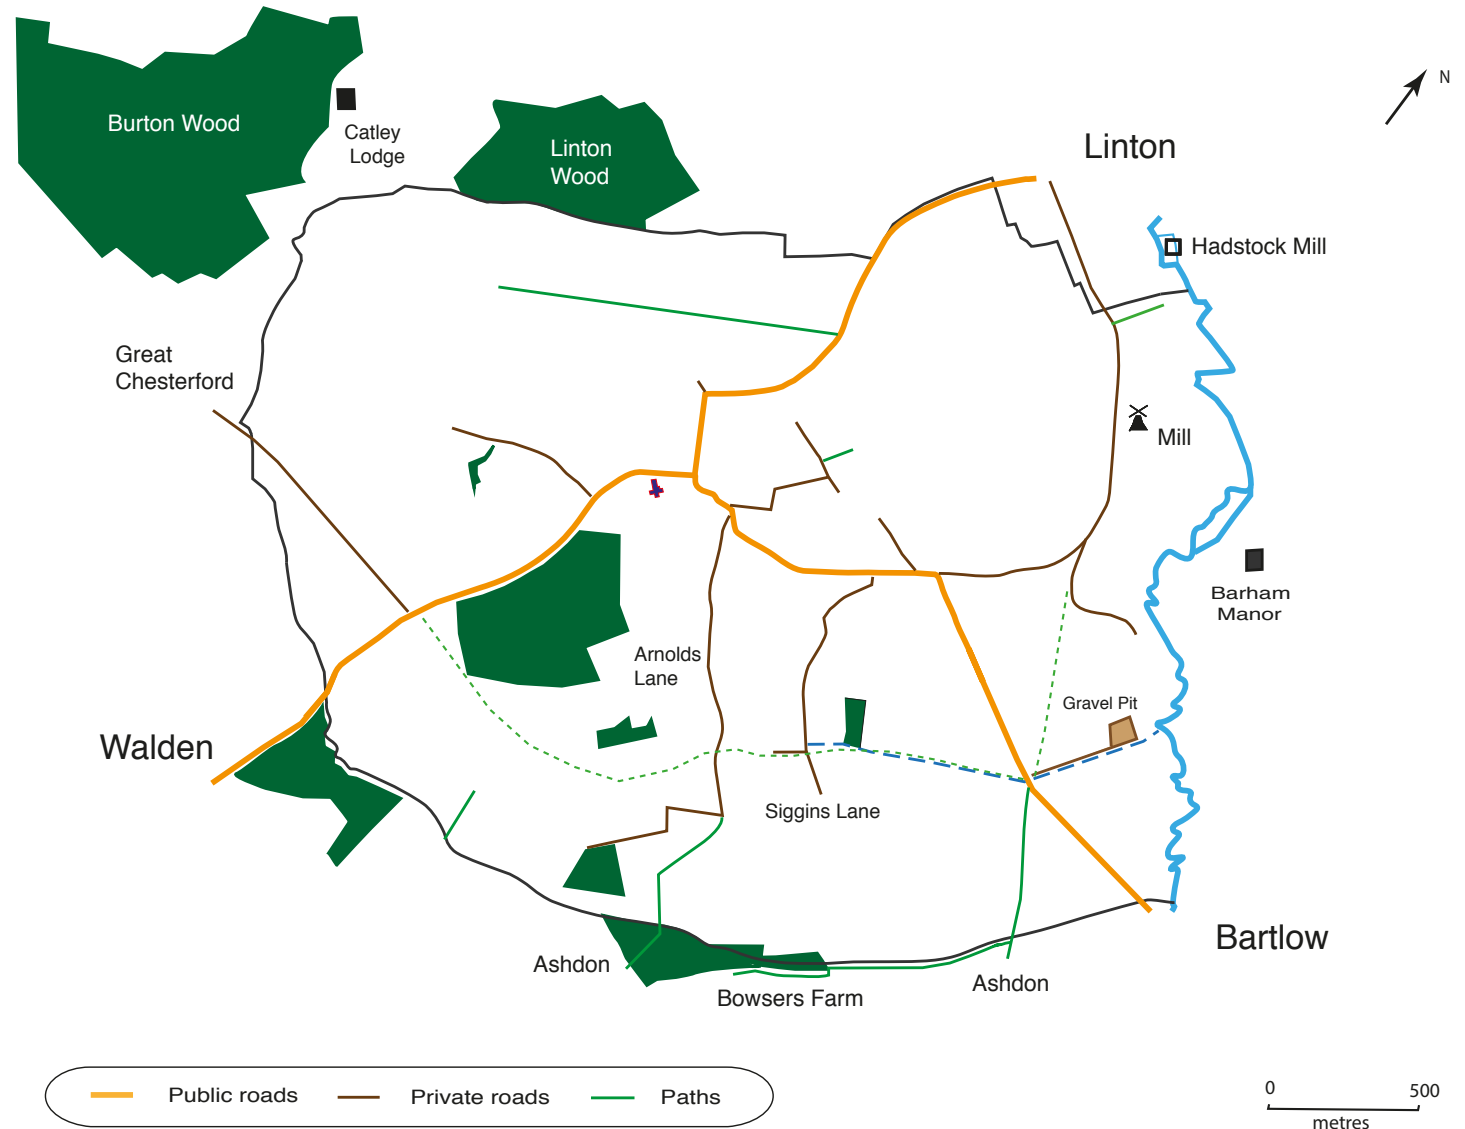 N
Burton Wood
Catley
Lodge
Linton
Wood
Linton
Hadstock Mill
Great
Chesterford
Mill
Barham
Manor
Arnolds
Lane
Gravel Pit
Walden
Siggins Lane
Bartlow
Ashdon
Ashdon
Bowsers Farm
Public roads
Private roads
Paths
0 500
metres